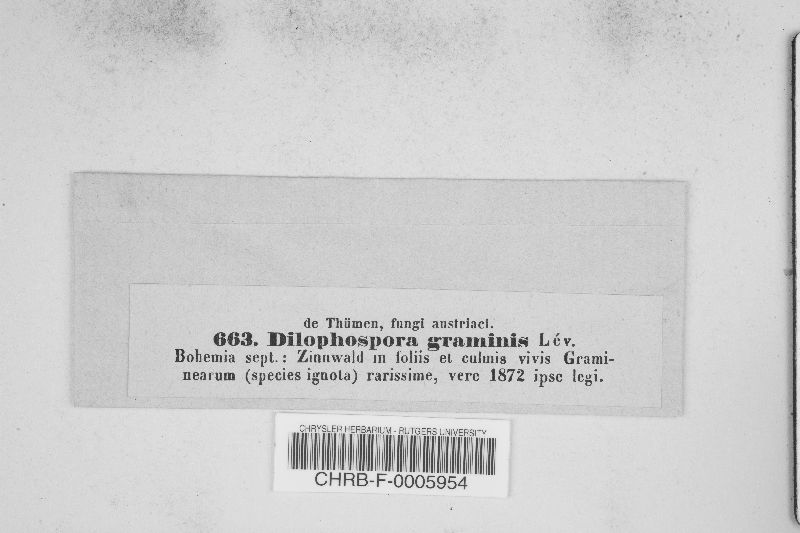 de Thümen, fungi austriaci.
663. Dilophospora graminis Lév.
Bohemia sept.: Zinnwald in foliis et culmis vivis Grami-
nearum (species ignota) rarissime, vere 1872 ipse legi.
CHRYSLER HERBARIUM - RUTGERS UNIVERSITY
CHRB-F-0005954